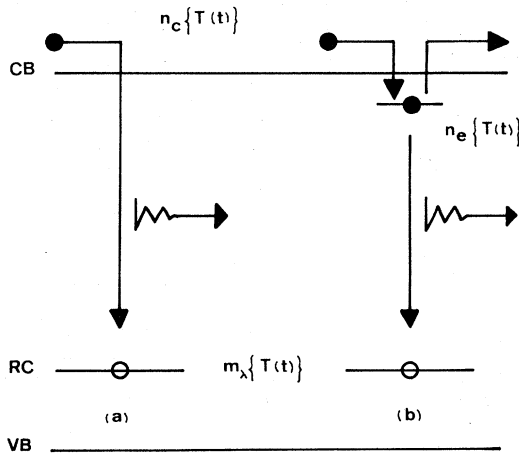 n_c{T(t)}
CB
n_e{T(t)}
RC
m_λ{T(t)}
(a)
(b)
VB